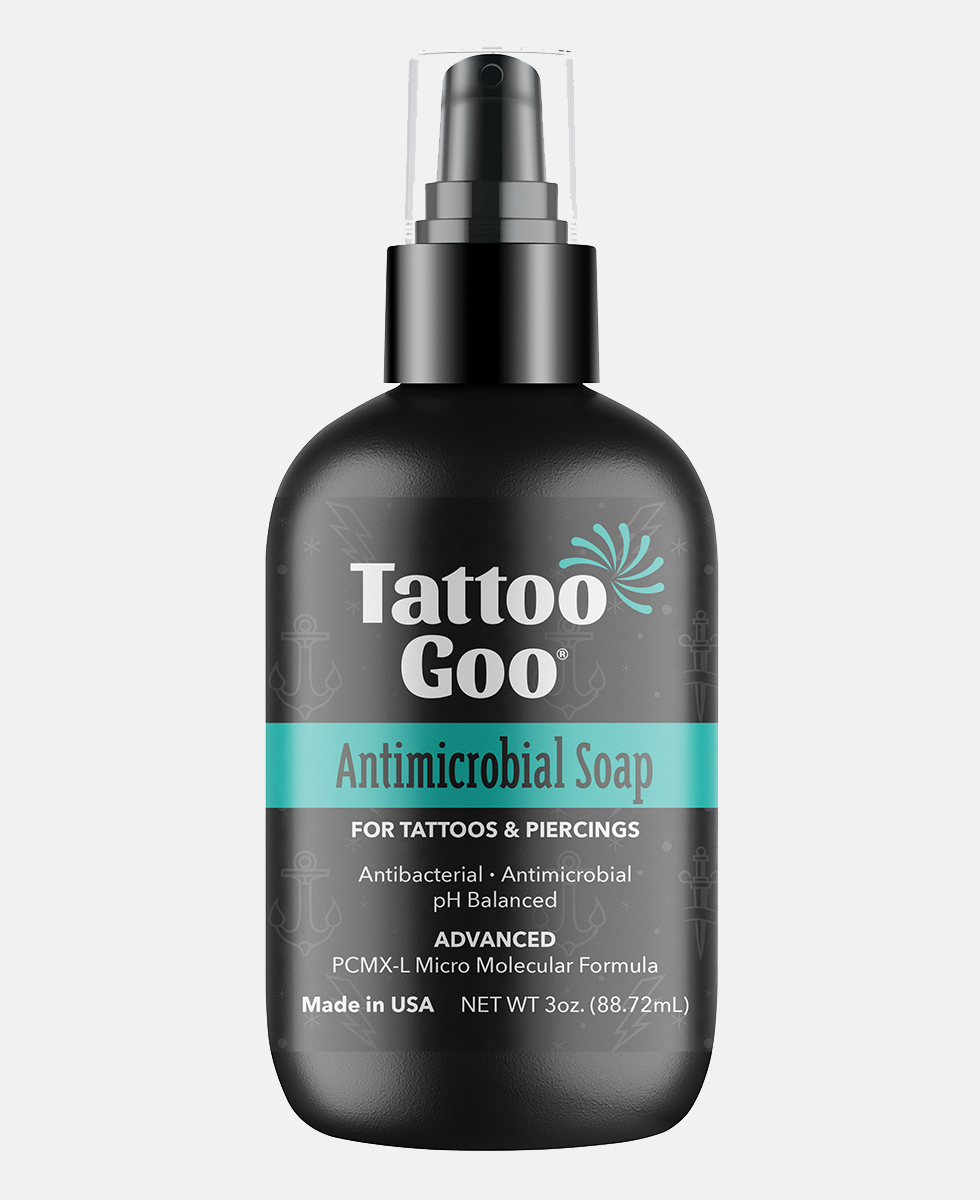 Tattoo
Goo®
Antimicrobial Soap
FOR TATTOOS & PIERCINGS
Antibacterial • Antimicrobial
pH Balanced
ADVANCED
PCMX-L Micro Molecular Formula
Made in USA NET WT 3oz. (88.72mL)